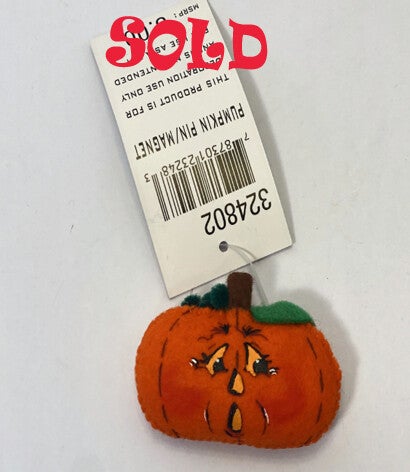 SOLD
324802
7 87301 23248 3
PUMPKIN PIN/MAGNET
THIS PRODUCT IS FOR
DECORATION USE ONLY
MSRP: